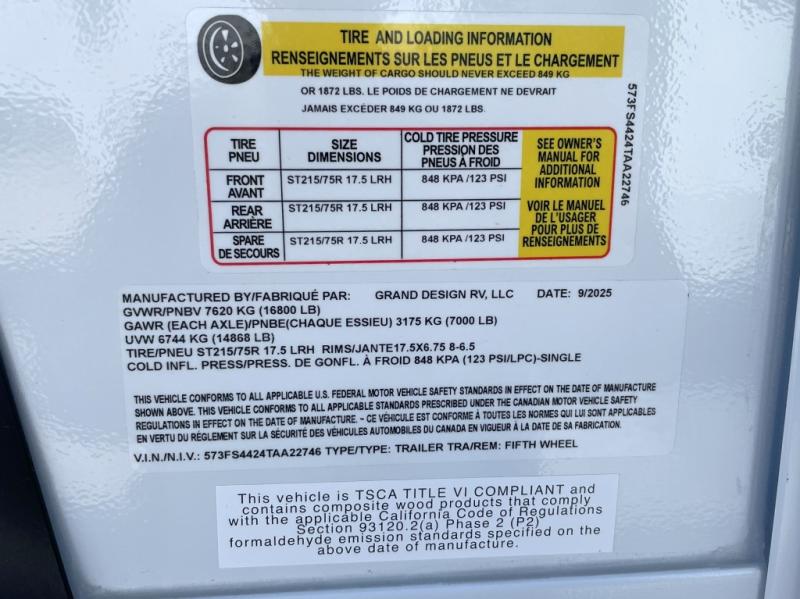 TIRE AND LOADING INFORMATION
RENSEIGNEMENTS SUR LES PNEUS ET LE CHARGEMENT
THE WEIGHT OF CARGO SHOULD NEVER EXCEED 849 KG
OR 1872 LBS. LE POIDS DE CHARGEMENT NE DEVRAIT
JAMAIS EXCÉDER 849 KG OU 1872 LBS.
573FS4424TAA22746
TIRE
PNEU
SIZE
DIMENSIONS
COLD TIRE PRESSURE
PRESSION DES
PNEUS À FROID
FRONT
AVANT
ST215/75R 17.5 LRH
848 KPA /123 PSI
REAR
ARRIÈRE
ST215/75R 17.5 LRH
848 KPA /123 PSI
SPARE
DE SECOURS
ST215/75R 17.5 LRH
848 KPA /123 PSI
SEE OWNER'S
MANUAL FOR
ADDITIONAL
INFORMATION
VOIR LE MANUEL
DE L'USAGER
POUR PLUS DE
RENSEIGNEMENTS
MANUFACTURED BY/FABRIQUÉ PAR: GRAND DESIGN RV, LLC DATE: 9/2025
GVWR/PNBV 7620 KG (16800 LB)
GAWR (EACH AXLE)/PNBE(CHAQUE ESSIEU) 3175 KG (7000 LB)
UVW 6744 KG (14868 LB)
TIRE/PNEU ST215/75R 17.5 LRH RIMS/JANTE17.5X6.75 8-6.5
COLD INFL. PRESS/PRESS. DE GONFL. À FROID 848 KPA (123 PSI/LPC)-SINGLE
THIS VEHICLE CONFORMS TO ALL APPLICABLE U.S. FEDERAL MOTOR VEHICLE SAFETY STANDARDS IN EFFECT ON THE DATE OF MANUFACTURE
SHOWN ABOVE. THIS VEHICLE CONFORMS TO ALL APPLICABLE STANDARDS PRESCRIBED UNDER THE CANADIAN MOTOR VEHICLE SAFETY
REGULATIONS IN EFFECT ON THE DATE OF MANUFACTURE. - CE VÉHICULE EST CONFORME À TOUTES LES NORMES QUI LUI SONT APPLICABLES
EN VERTU DU RÉGLEMENT SUR LA SÉCURITÉ DES VÉHICULES AUTOMOBILES DU CANADA EN VIGUEUR À LA DATE DE SA FABRICATION.
V.I.N./N.I.V.: 573FS4424TAA22746 TYPE/TYPE: TRAILER TRA/REM: FIFTH WHEEL
This vehicle is TSCA TITLE VI COMPLIANT and
contains composite wood products that comply
with the applicable California Code of Regulations
Section 93120.2(a) Phase 2 (P2)
formaldehyde emission standards specified on the
above date of manufacture.